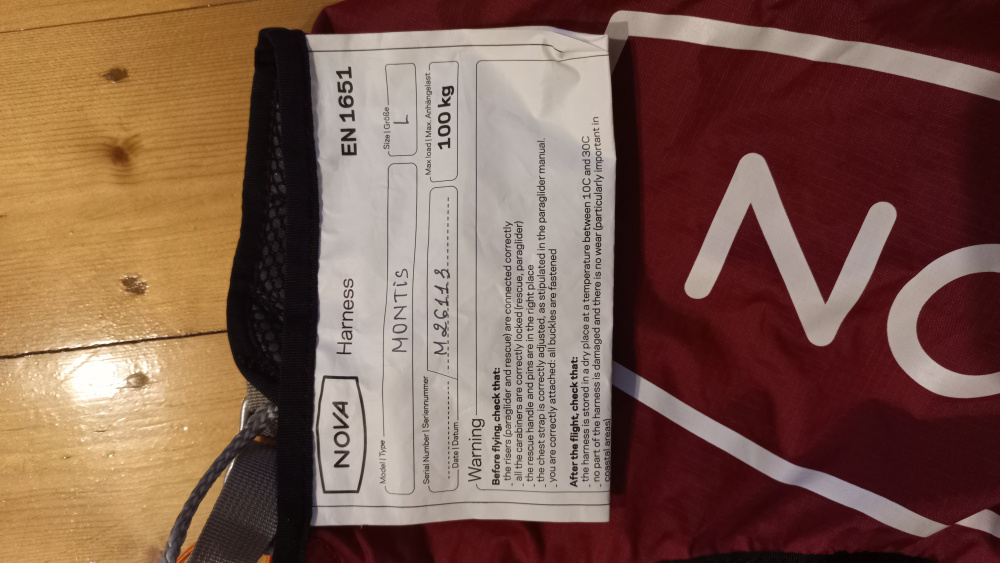 NOVA Harness EN 1651
Model | Type Size | Größe
MONTiS L
Serial Number | Seriennummer Max load | Max. Anhängelast
M26113 100 kg
Date | Datum
Warning
Before flying, check that:
- the risers (paraglider and rescue) are connected correctly
- all the carabiners are correctly locked (rescue, paraglider)
- the rescue handle and pins are in the right place
- the chest strap is correctly adjusted, as stipulated in the paraglider manual.
- you are correctly attached: all buckles are fastened
After the flight, check that:
- the harness is stored in a dry place at a temperature between 10C and 30C
- no part of the harness is damaged and there is no wear (particularly important in
coastal areas)